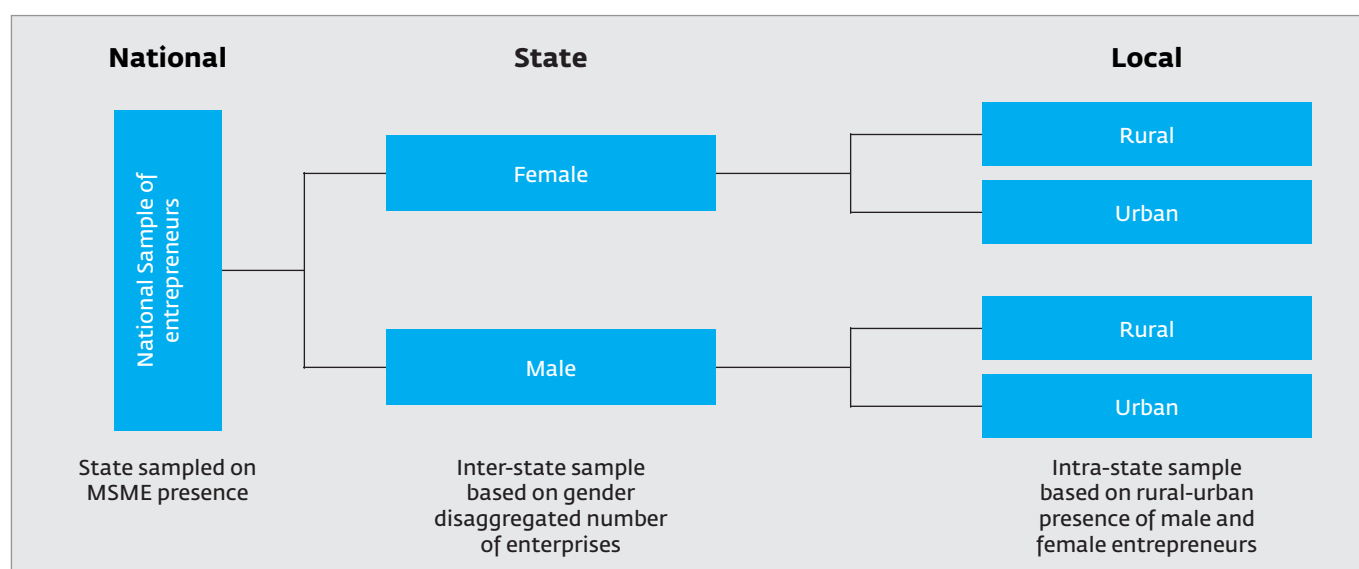 National
State
Local
National Sample of
entrepreneurs
Female
Male
Rural
Urban
Rural
Urban
State sampled on
MSME presence
Inter-state sample
based on gender
disaggregated number
of enterprises
Intra-state sample
based on rural-urban
presence of male and
female entrepreneurs